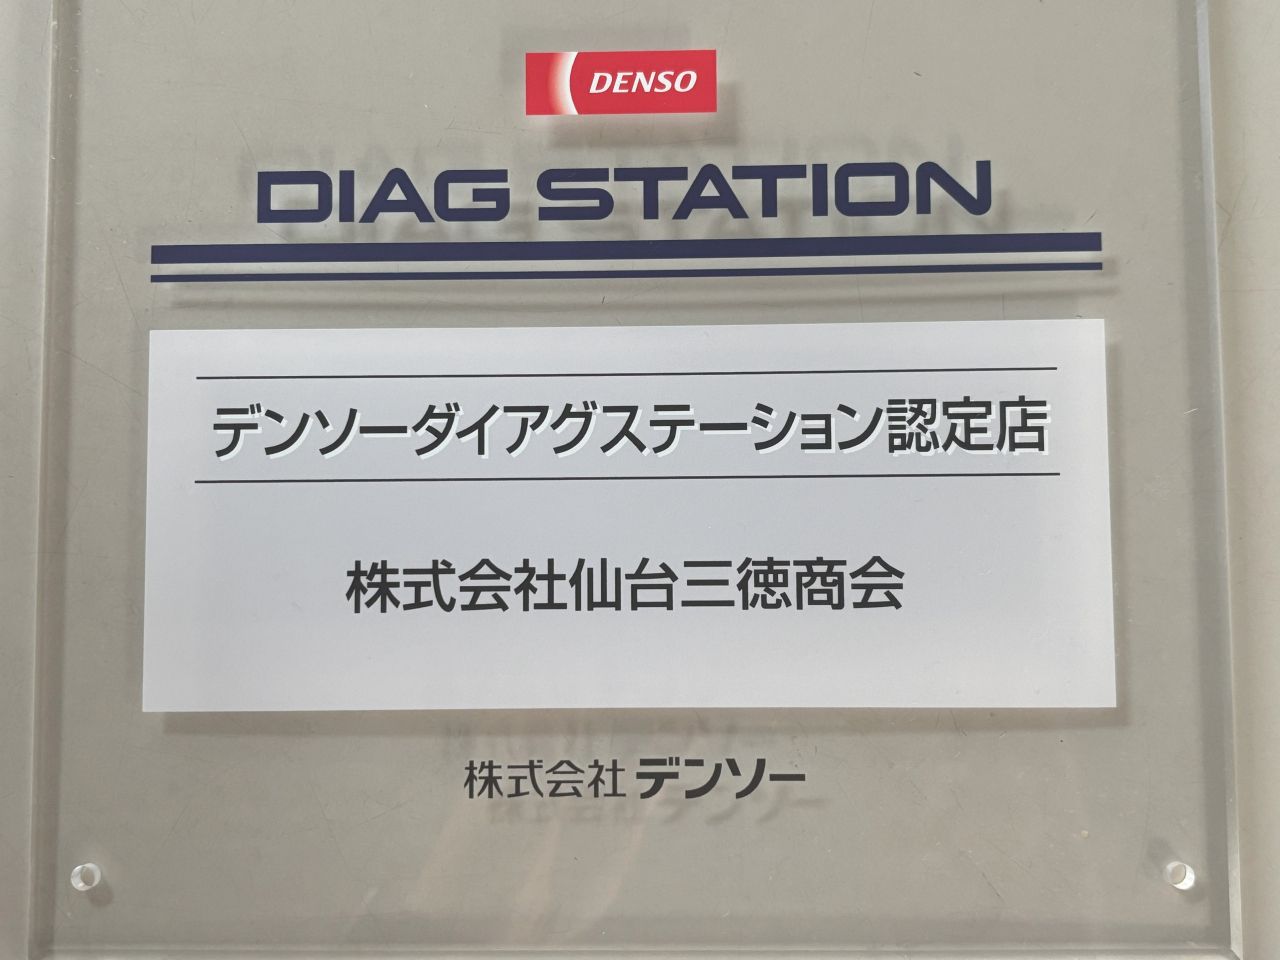 DENSO
DIAG STATION
デンソーダイアグステーション認定店
株式会社仙台三徳商会
株式会社デンソー